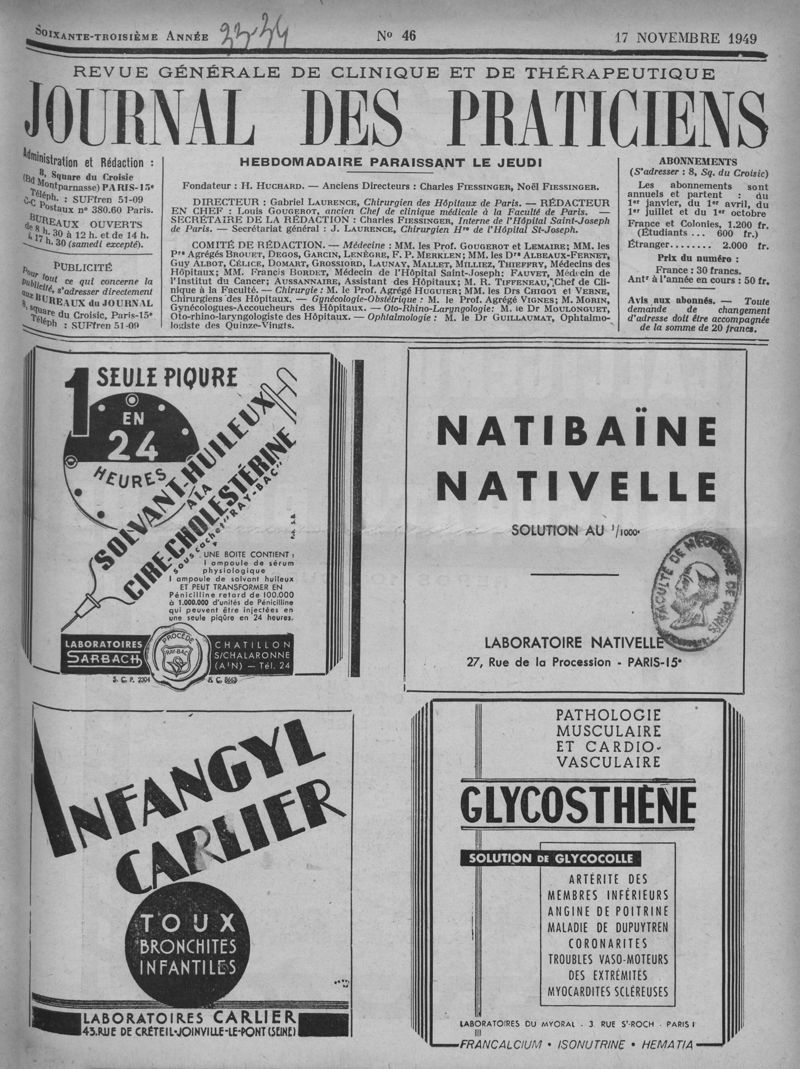 SOIXANTE-TROISIÈME ANNÉE 23-24 No 46 17 NOVEMBRE 1949
REVUE GÉNÉRALE DE CLINIQUE ET DE THÉRAPEUTIQUE
JOURNAL DES PRATICIENS
Administration et Rédaction :
8, Square du Croisic
(Bd Montparnasse) PARIS-15e
Téléph. : SUFfren 51-09
C-C Postaux n° 380.60 Paris.
BUREAUX OUVERTS
de 8 h. 30 à 12 h. et de 14 h.
à 17 h. 30 (samedi excepté).
PUBLICITÉ
Pour tout ce qui concerne la
publicité, s'adresser directement
aux BUREAUX du JOURNAL
8, square du Croisic, Paris-15e
Téléph : SUFfren 51-09
HEBDOMADAIRE PARAISSANT LE JEUDI
Fondateur : H. HUCHARD. — Anciens Directeurs : Charles FIESSINGER, Noël FIESSINGER.
DIRECTEUR : Gabriel LAURENCE, Chirurgien des Hôpitaux de Paris. — RÉDACTEUR
EN CHEF : Louis GOUGEROT, ancien Chef de clinique médicale à la Faculté de Paris. —
SECRÉTAIRE DE LA RÉDACTION : Charles FIESSINGER, Interne de l'Hôpital Saint-Joseph
de Paris. — Secrétariat général : J. LAURENCE, Chirurgien Hre de l'Hôpital St-Joseph.
COMITÉ DE RÉDACTION. — Médecine : MM. les Prof. GOUGEROT et LEMAIRE; MM. les
Prs Agrégés BROUET, DEGOS, GARCIN, LENÈGRE, F. P. MERKLEN; MM. les Drs ALBEAUX-FERNET,
Guy ALBOT, CÉLICE, DOMART, GROSSIORD, LAUNAY, MALLET, MILLIEZ, THIEFFRY, Médecins des
Hôpitaux; MM. Francis BORDET, Médecin de l'Hôpital Saint-Joseph; FAUVET, Médecin de
l'Institut du Cancer; AUSSANNAIRE, Assistant des Hôpitaux; M. R. TIFFENEAU, Chef de Cli-
nique à la Faculté. — Chirurgie : M. le Prof. Agrégé HUGUIER; MM. les Drs CHIGOT et VERNE,
Chirurgiens des Hôpitaux. — Gynécologie-Obstétrique : M. le Prof. Agrégé VIGNES; M. MORIN,
Gynécologues-Accoucheurs des Hôpitaux. — Oto-Rhino-Laryngologie : M. le Dr MOULONGUET,
Oto-rhino-laryngologiste des Hôpitaux. — Ophtalmologie : M. le Dr GUILLAUMAT, Ophtalmo-
logiste des Quinze-Vingts.
ABONNEMENTS
(S'adresser : 8, Sq. du Croisic)
Les abonnements sont
annuels et partent : du
1er janvier, du 1er avril, du
1er juillet et du 1er octobre
France et Colonies, 1.200 fr.
(Étudiants... 600 fr.)
Étranger........ 2.000 fr.
Prix du numéro :
France : 30 francs.
Antr à l'année en cours : 50 fr.
Avis aux abonnés. — Toute
demande de changement
d'adresse doit être accompagnée
de la somme de 20 francs.
1 SEULE PIQURE
EN
24
HEURES
SOLVANT-HUILEUX
A LA
CIRE-CHOLESTÉRINE
sous cachet "RAY-BAC"
UNE BOITE CONTIENT :
1 ampoule de sérum
physiologique
1 ampoule de solvant huileux
ET PEUT TRANSFORMER EN
Pénicilline retard de 100.000
à 1.000.000 d'unités de Pénicilline
qui peuvent être injectées en
une seule piqûre en 24 heures.
LABORATOIRES
SARBACH
PROCÉDÉ
RAY-BAC
CHATILLON
S/CHALARONNE
(AIN) — Tél. 24
S. C. P. 2304
NATIBAÏNE
NATIVELLE
SOLUTION AU 1/1000e
LABORATOIRE NATIVELLE
27, Rue de la Procession - PARIS-15e
FACULTE DE MEDECINE DE PARIS
INFANGYL
CARLIER
TOUX
BRONCHITES
INFANTILES
LABORATOIRES CARLIER
43, RUE DE CRÉTEIL-JOINVILLE-LE-PONT (SEINE)
PATHOLOGIE
MUSCULAIRE
ET CARDIO-
VASCULAIRE
GLYCOSTHÈNE
SOLUTION DE GLYCOCOLLE
ARTÉRITE DES
MEMBRES INFÉRIEURS
ANGINE DE POITRINE
MALADIE DE DUPUYTREN
CORONARITES
TROUBLES VASO-MOTEURS
DES EXTRÉMITÉS
MYOCARDITES SCLÉREUSES
LABORATOIRES DU MYORAL - 3, RUE ST-ROCH - PARIS 1er
FRANCALCIUM • ISONUTRINE • HEMATIA